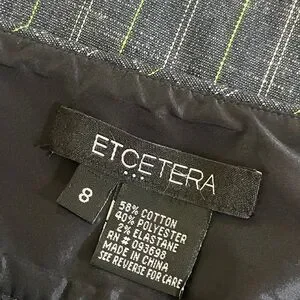 ETCETERA
8
58% COTTON
40% POLYESTER
2% ELASTANE
RN # 093698
MADE IN CHINA
SEE REVERSE FOR CARE